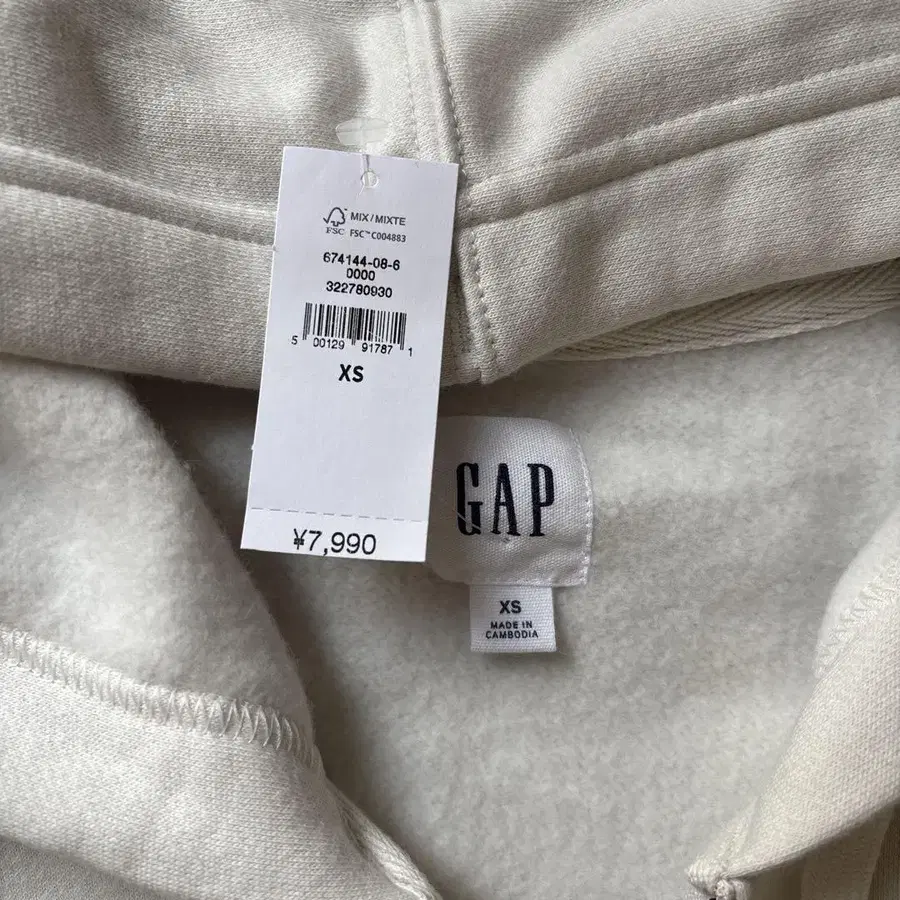 MIX / MIXTE
FSC FSC™ C004883
674144-08-6
0000
322780930
5 00129 91787 1
XS
¥7,990
GAP
XS
MADE IN
CAMBODIA